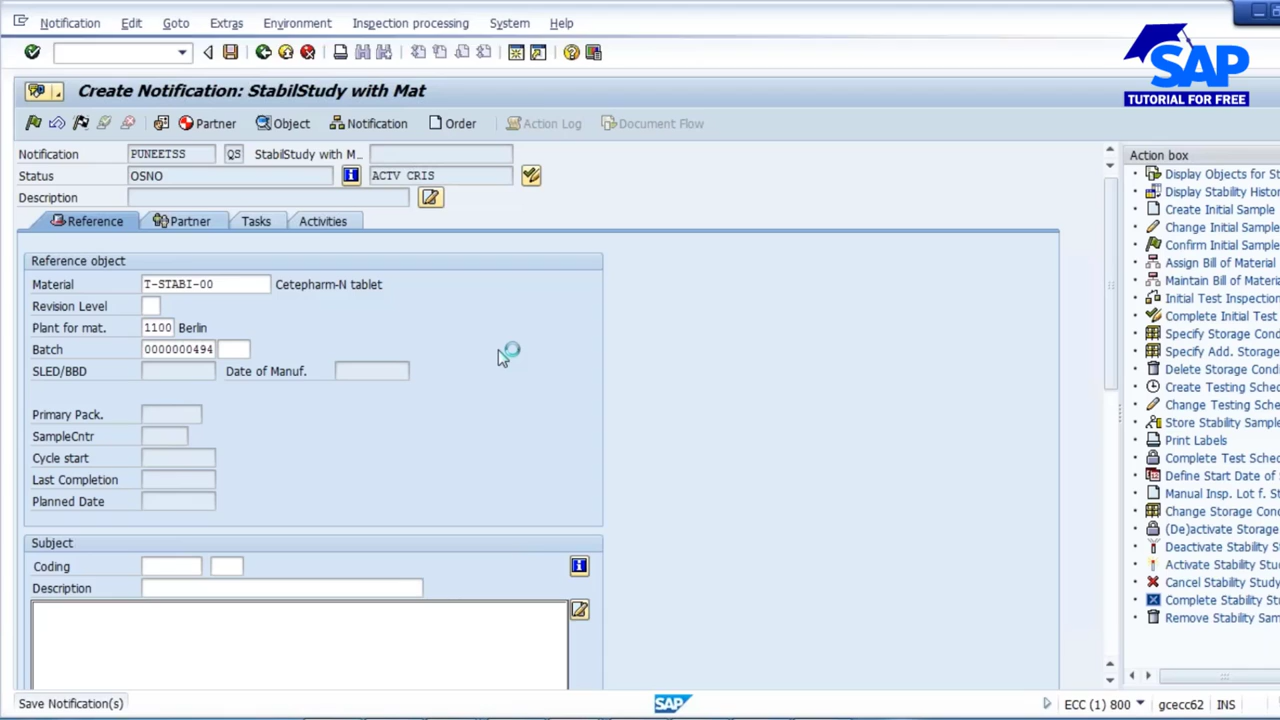 Notification Edit Goto Extras Environment Inspection processing System Help
SAP
TUTORIAL FOR FREE
Create Notification: StabilStudy with Mat
Partner Object Notification Order Action Log Document Flow
Notification PUNEETSS QS StabilStudy with M...
Status OSNO ACTV CRIS
Description
Reference Partner Tasks Activities
Reference object
Material T-STABI-00 Cetepharm-N tablet
Revision Level
Plant for mat. 1100 Berlin
Batch 0000000494
SLED/BBD Date of Manuf.
Primary Pack.
SampleCntr
Cycle start
Last Completion
Planned Date
Subject
Coding
Description
Action box
Display Objects for St
Display Stability Histor
Create Initial Sample
Change Initial Sample
Confirm Initial Sample
Assign Bill of Material
Maintain Bill of Materia
Initial Test Inspection
Complete Initial Test
Specify Storage Cond
Specify Add. Storage
Delete Storage Condi
Create Testing Sched
Change Testing Sche
Store Stability Sample
Print Labels
Complete Test Sched
Define Start Date of
Manual Insp. Lot f. St
Change Storage Cond
(De)activate Storage
Deactivate Stability S
Activate Stability Stud
Cancel Stability Study
Complete Stability Stu
Remove Stability Sam
Save Notification(s) SAP ECC (1) 800 gcecc62 INS